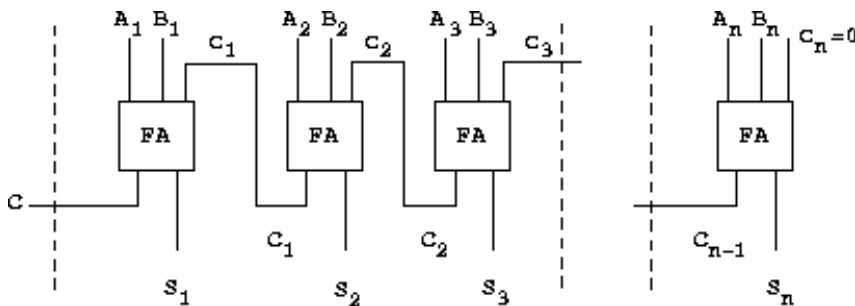 A1 B1 C1 A2 B2 C2 A3 B3 C3 An Bn Cn=0
FA FA FA FA
C
C1 C2 Cn-1
S1 S2 S3 Sn